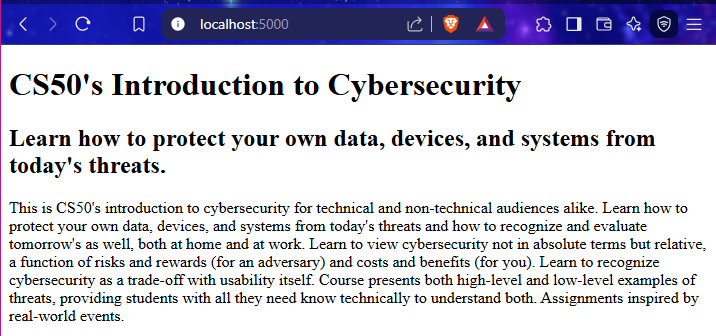 localhost:5000
CS50's Introduction to Cybersecurity
Learn how to protect your own data, devices, and systems from
today's threats.
This is CS50's introduction to cybersecurity for technical and non-technical audiences alike. Learn how to
protect your own data, devices, and systems from today's threats and how to recognize and evaluate
tomorrow's as well, both at home and at work. Learn to view cybersecurity not in absolute terms but relative,
a function of risks and rewards (for an adversary) and costs and benefits (for you). Learn to recognize
cybersecurity as a trade-off with usability itself. Course presents both high-level and low-level examples of
threats, providing students with all they need know technically to understand both. Assignments inspired by
real-world events.